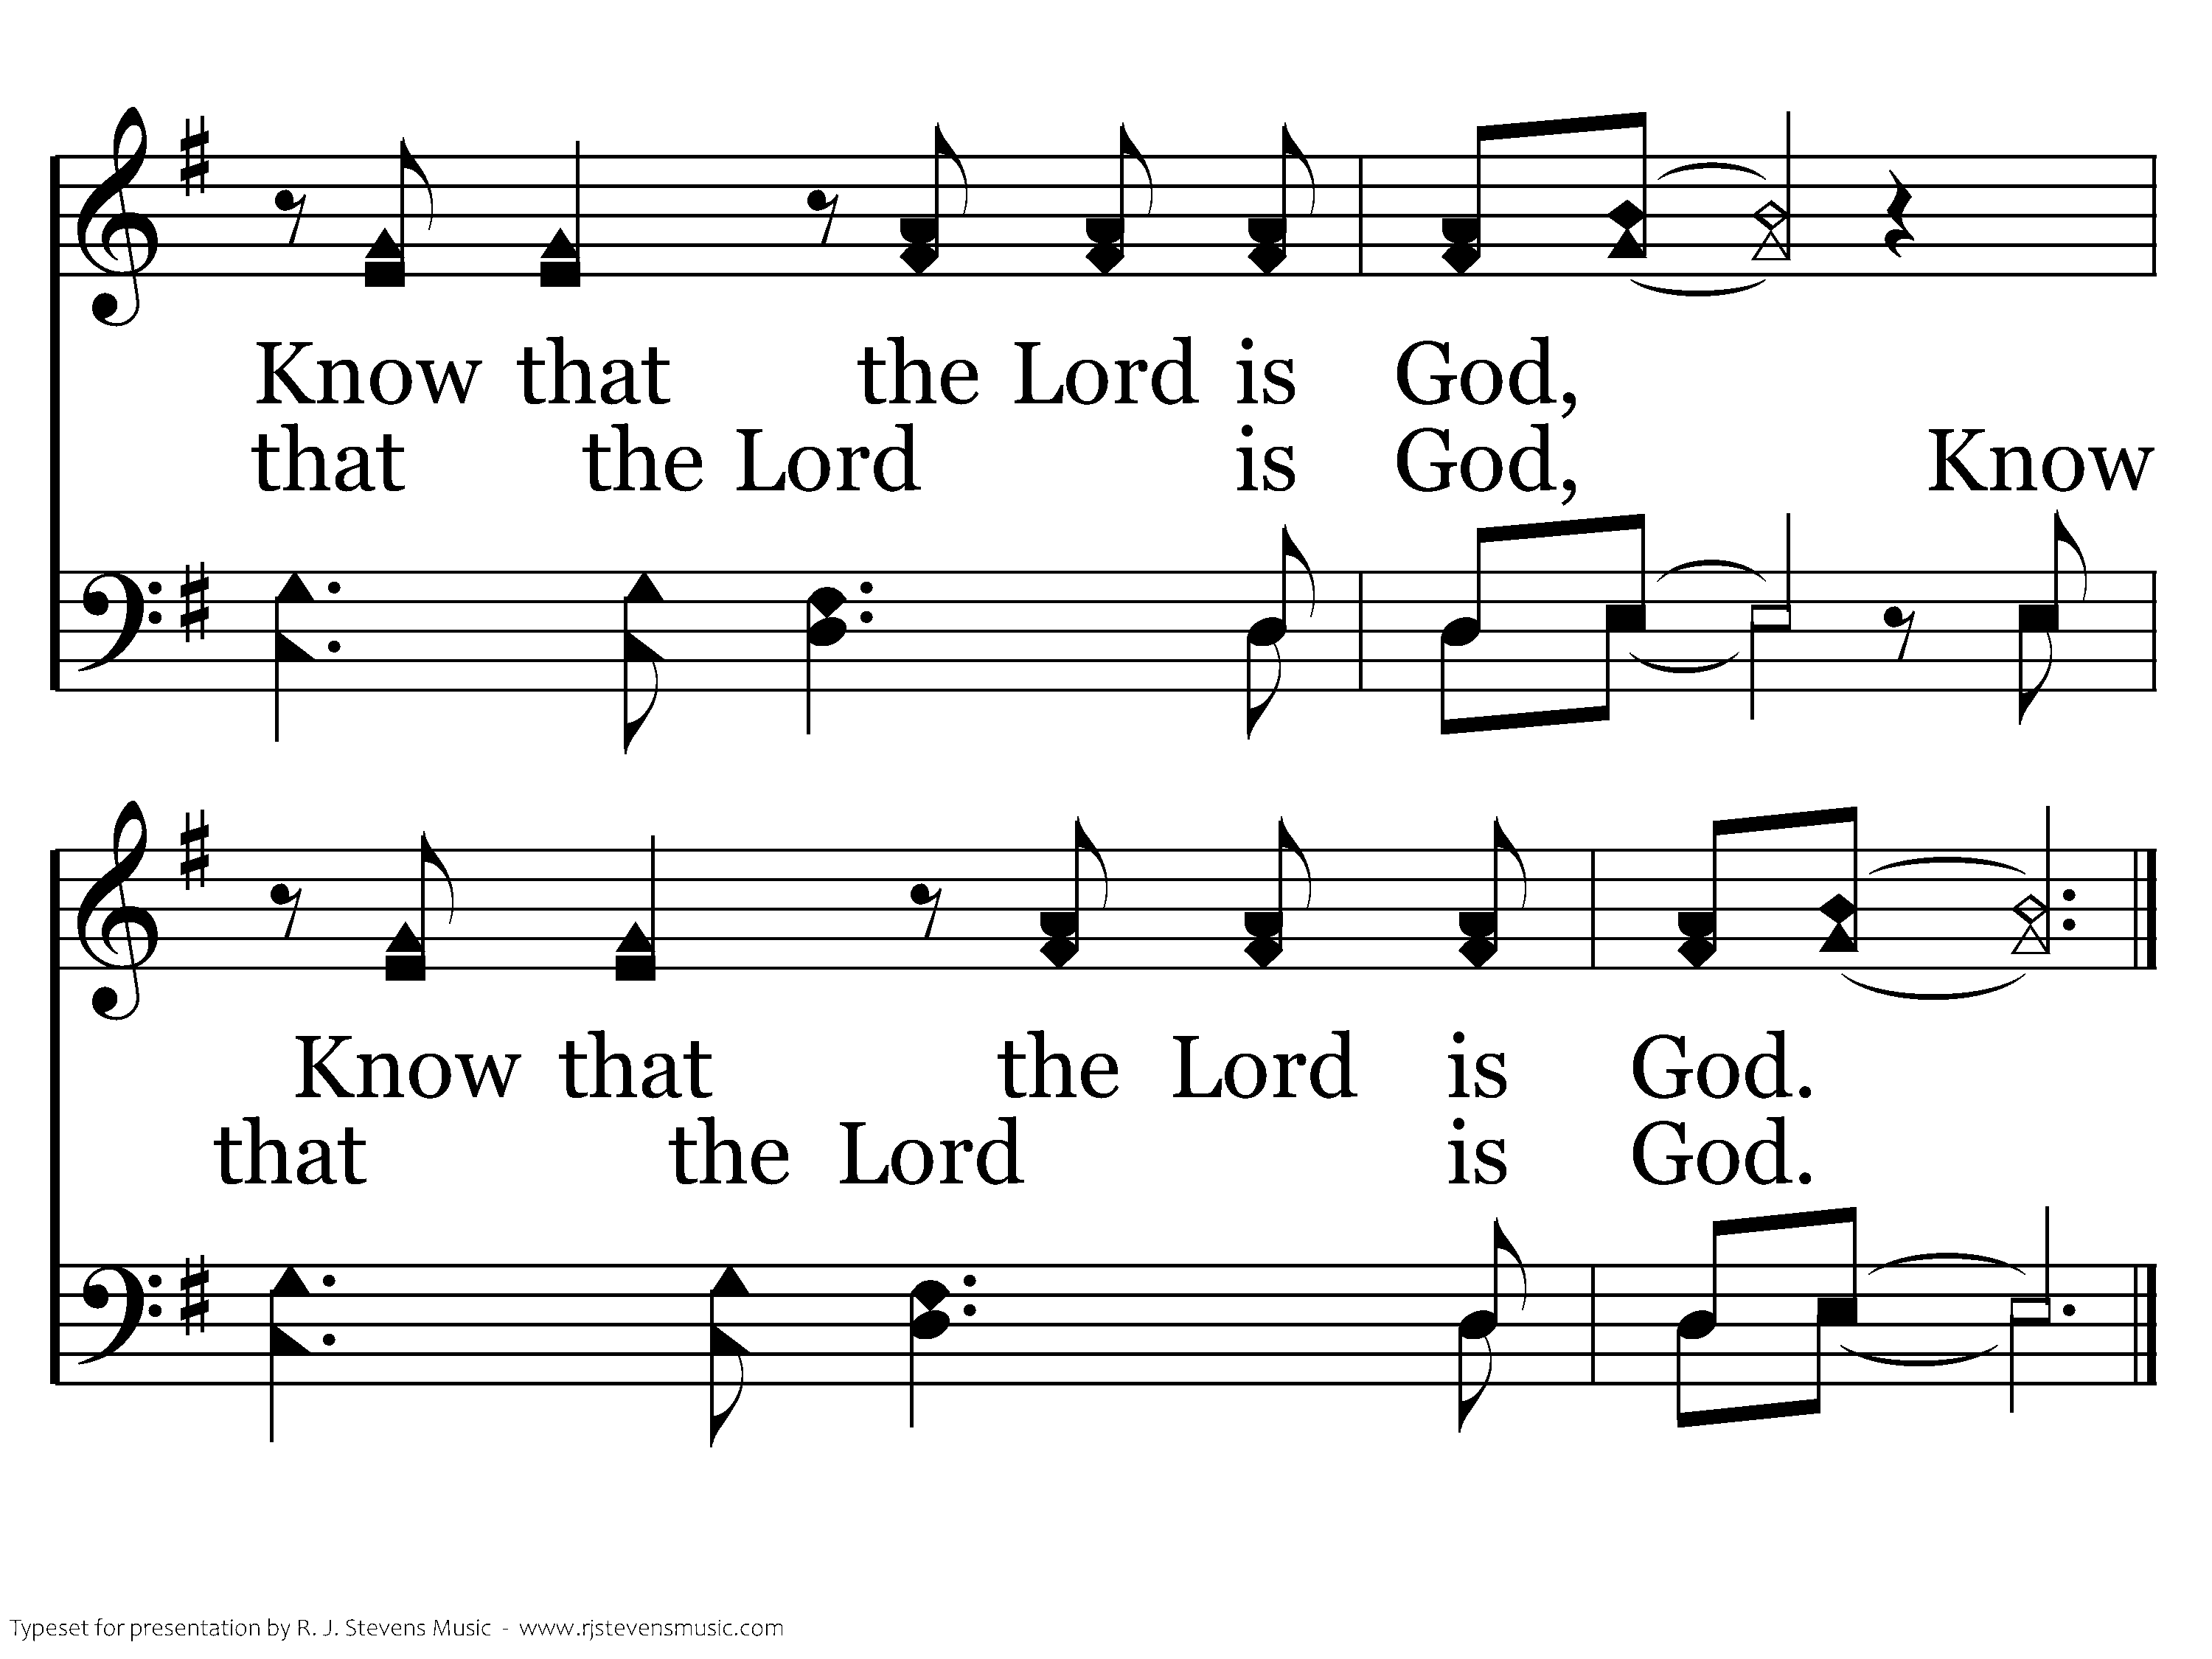 Know that the Lord is God,
that the Lord is God, Know
Know that the Lord is God.
that the Lord is God.
Typeset for presentation by R. J. Stevens Music - www.rjstevensmusic.com